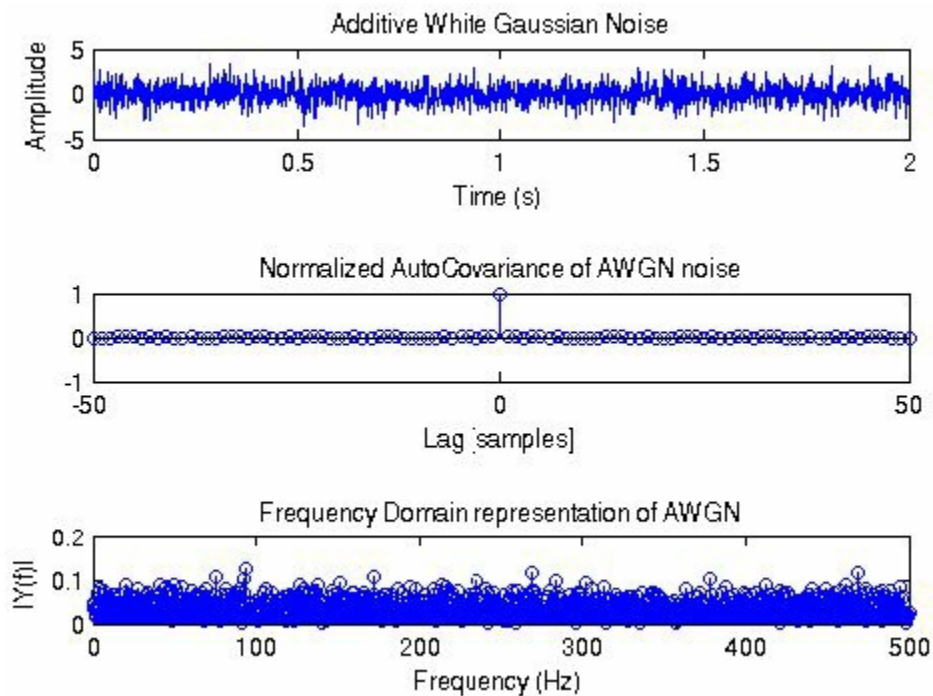 Additive White Gaussian Noise
5
0
-5
Amplitude
0 0.5 1 1.5 2
Time (s)
Normalized AutoCovariance of AWGN noise
1
0
-1
-50 0 50
Lag [samples]
Frequency Domain representation of AWGN
0.2
0.1
0
|Y(f)|
0 100 200 300 400 500
Frequency (Hz)